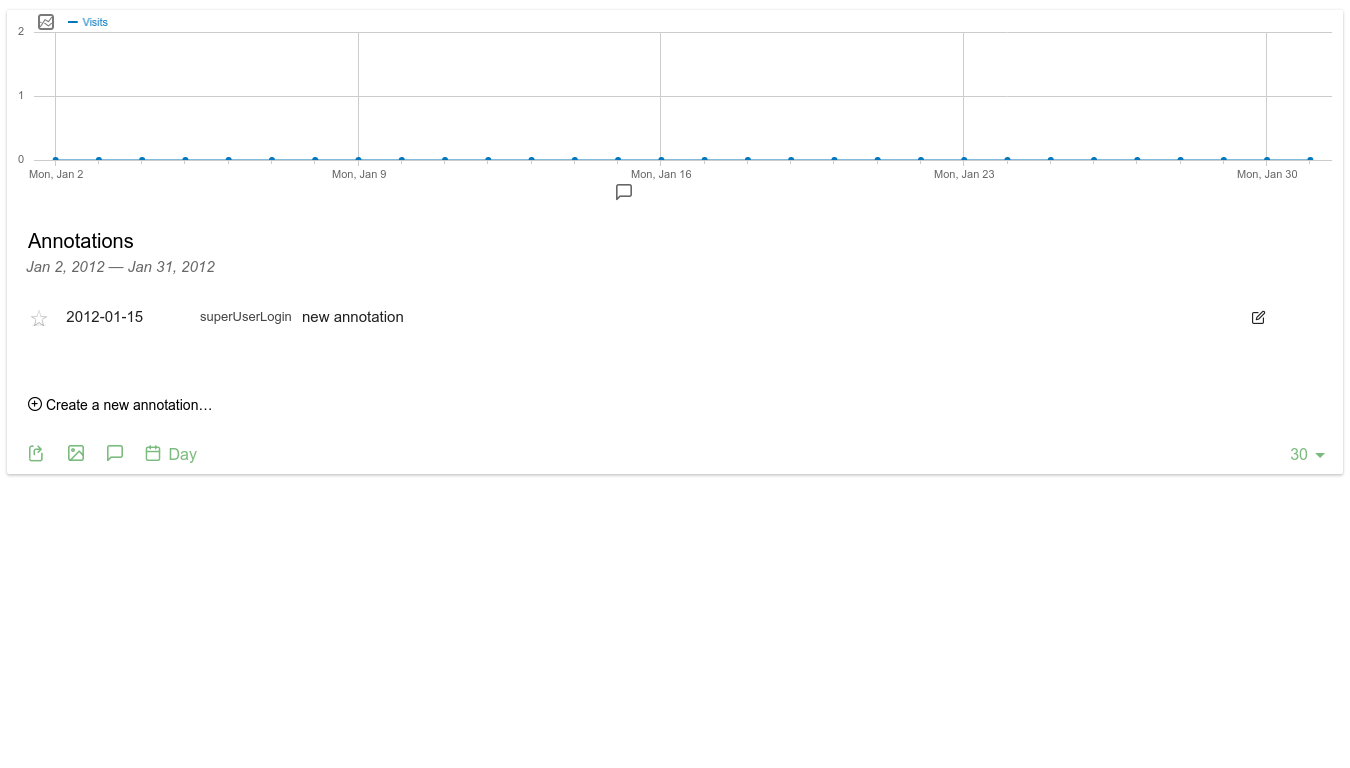 Visits
2
1
0
Mon, Jan 2 Mon, Jan 9 Mon, Jan 16 Mon, Jan 23 Mon, Jan 30
Annotations
Jan 2, 2012 — Jan 31, 2012
2012-01-15 superUserLogin new annotation
Create a new annotation…
Day 30